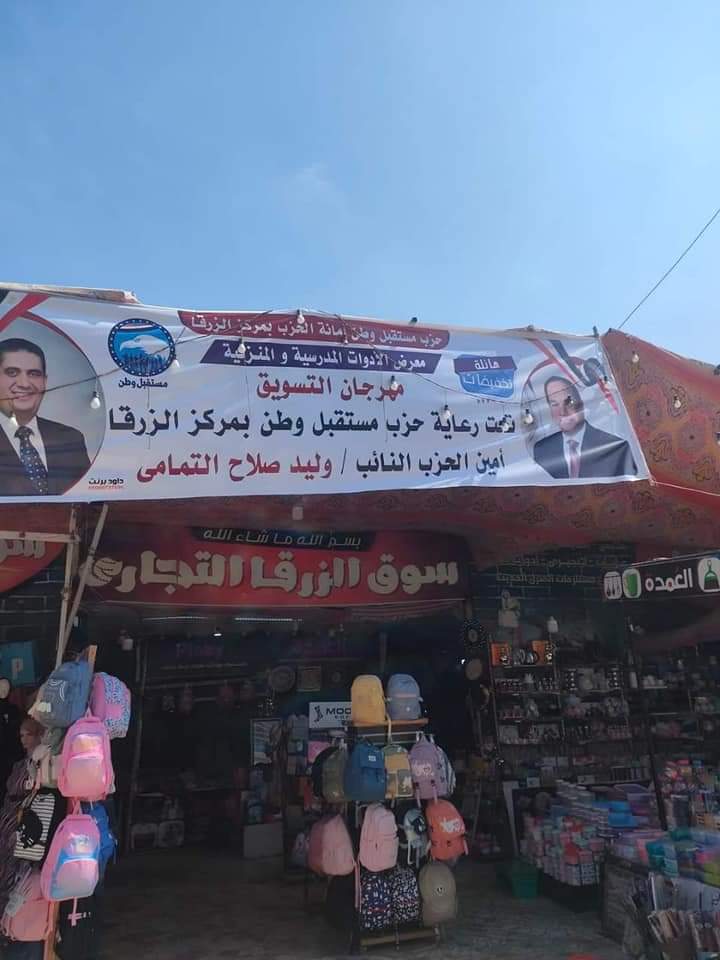 حزب مستقبل وطن أمانة الحزب بمركز الزرقا
معرض الأدوات المدرسية و المنزلية
هائلة
تخفيضات
مهرجان التسويق
تحت رعاية حزب مستقبل وطن بمركز الزرقا
أمين الحزب النائب / وليد صلاح التمامى
مستقبل وطن
داود برنت
بسم الله ما شاء الله
سوق الزرقا التجارى
العمده